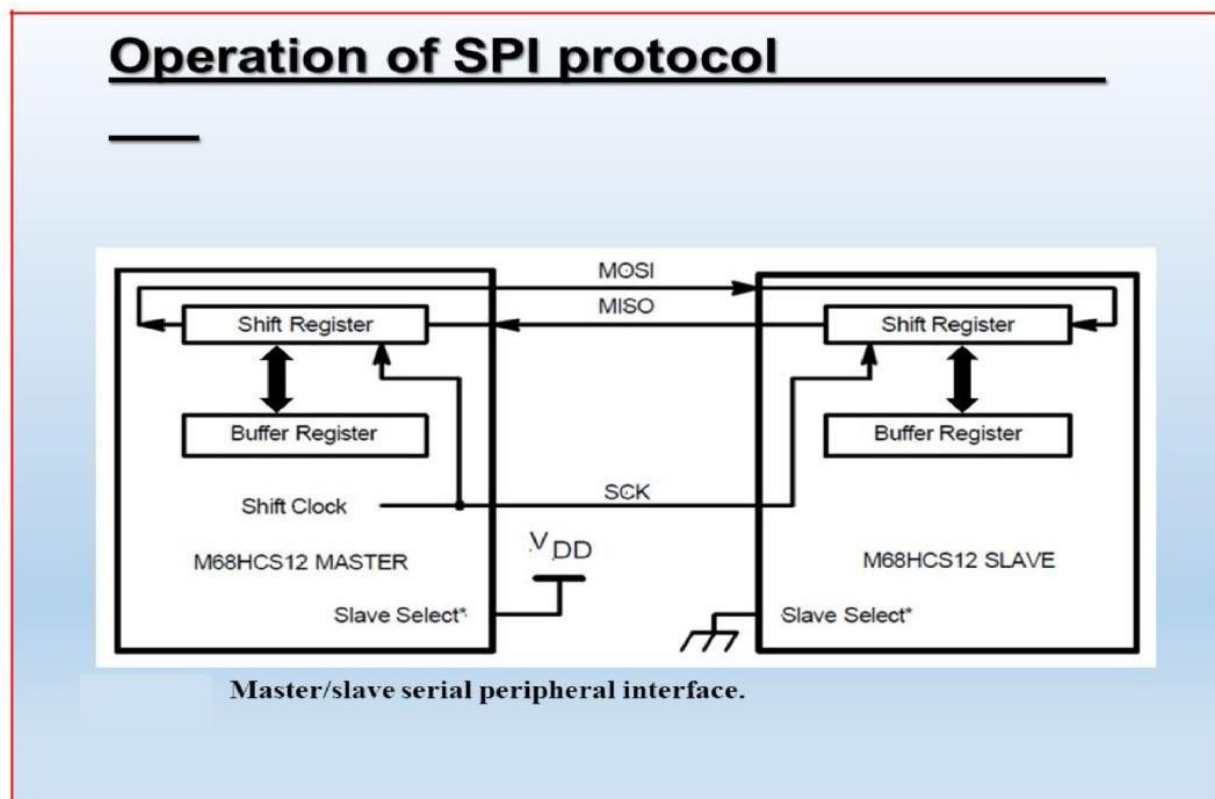 Operation of SPI protocol
MOSI
MISO
Shift Register
Shift Register
Buffer Register
Buffer Register
SCK
Shift Clock
VDD
M68HCS12 MASTER
M68HCS12 SLAVE
Slave Select*
Slave Select*
Master/slave serial peripheral interface.